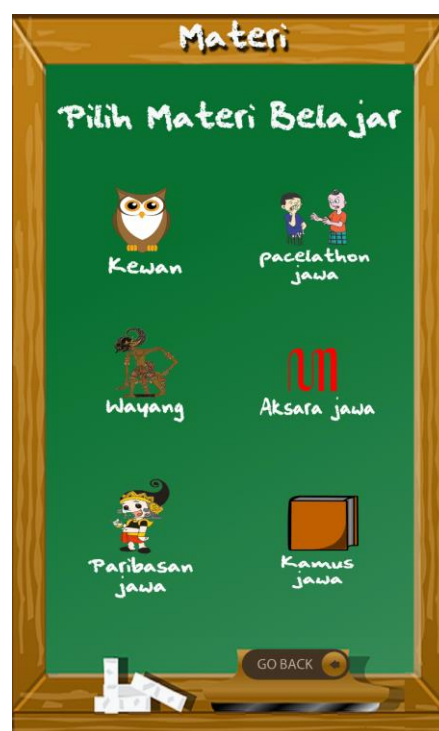 Materi
Pilih Materi Belajar
Kewan
pacelathon
jawa
Wayang
Aksara jawa
Paribasan
jawa
Kamus
jawa
GO BACK